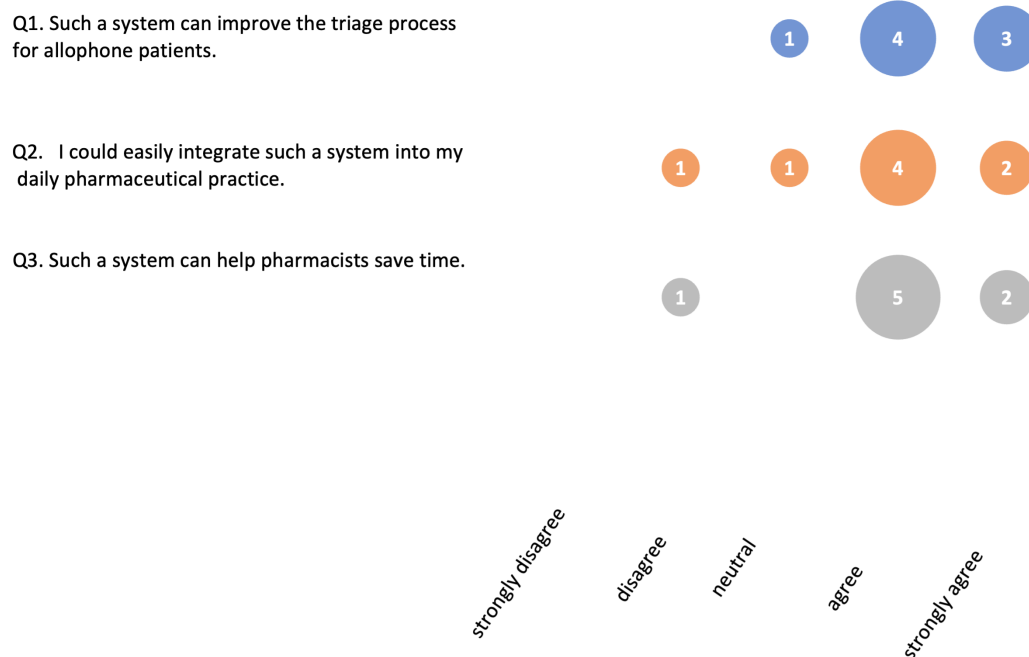 Q1. Such a system can improve the triage process
for allophone patients.
1 4 3
Q2. I could easily integrate such a system into my
daily pharmaceutical practice.
1 1 4 2
Q3. Such a system can help pharmacists save time.
1 5 2
strongly disagree
disagree
neutral
agree
strongly agree